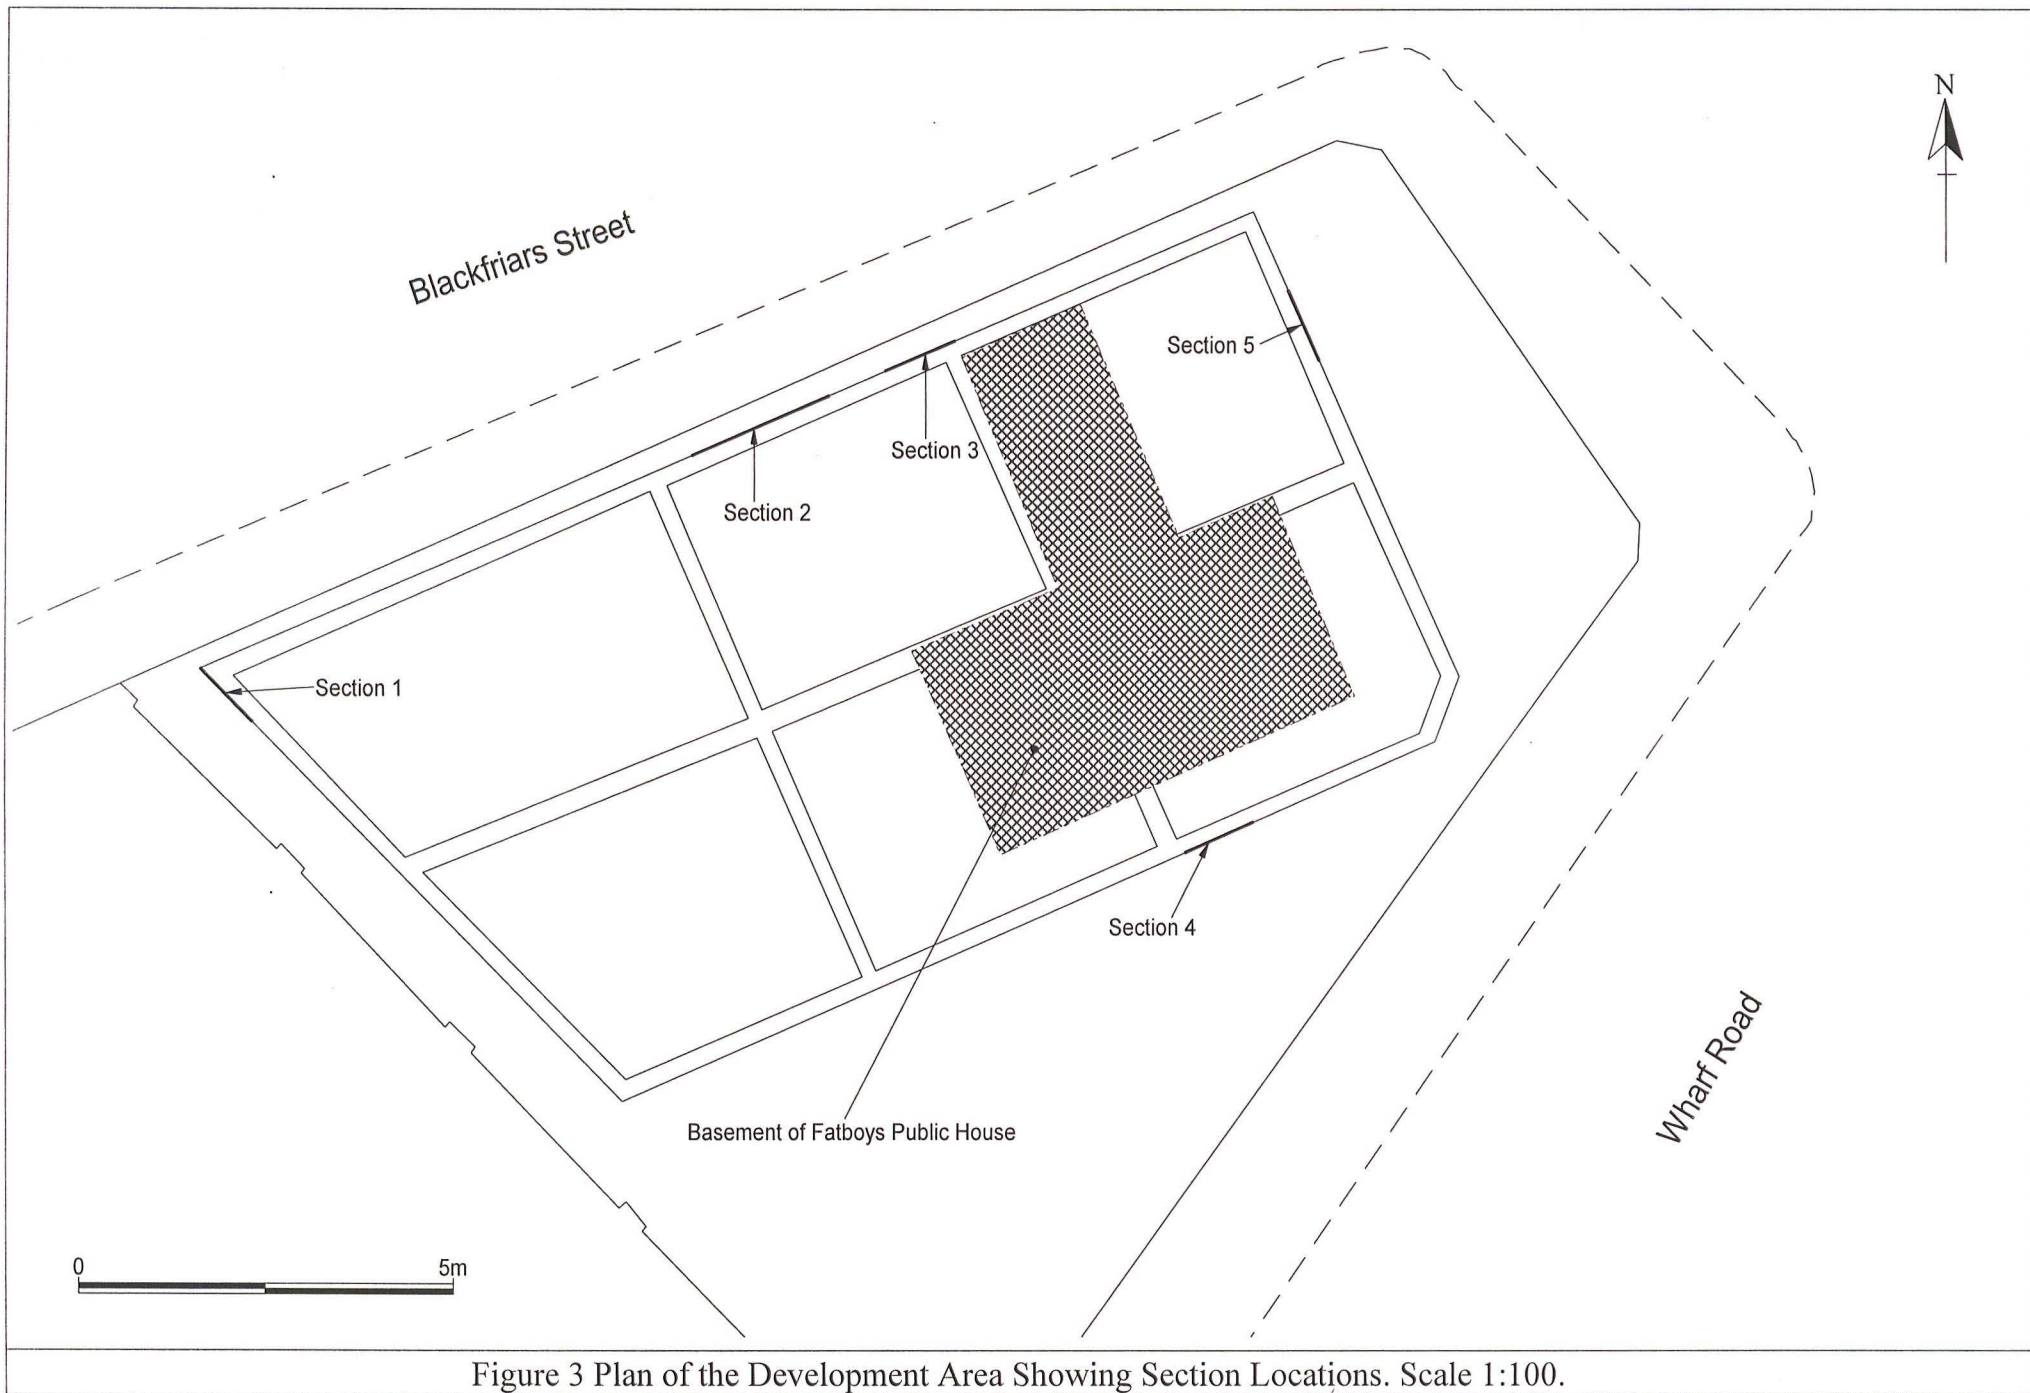 N
Blackfriars Street
Section 5
Section 3
Section 2
Section 1
Section 4
Basement of Fatboys Public House
Wharf Road
0 5m
Figure 3 Plan of the Development Area Showing Section Locations. Scale 1:100.